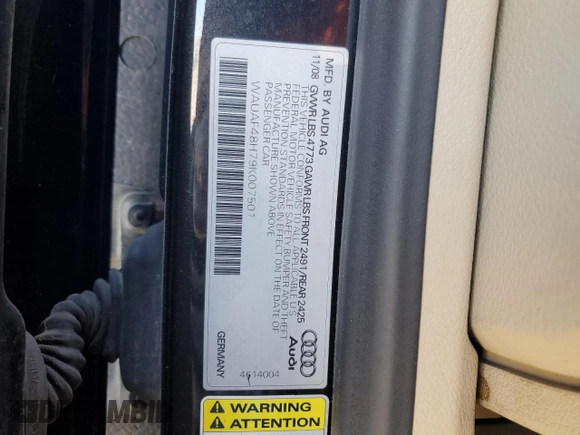 MFD. BY AUDI AG
11/08 GVWR LBS 4773 GAWR LBS FRONT 2491/REAR 2425
THIS VEHICLE CONFORMS TO ALL APPLICABLE U.S.
FEDERAL MOTOR VEHICLE SAFETY BUMPER AND THEFT
PREVENTION STANDARDS IN EFFECT ON THE DATE OF
MANUFACTURE SHOWN ABOVE
PASSENGER CAR
WAUAF48H79K007501
Audi
GERMANY
4514004
WARNING
ATTENTION